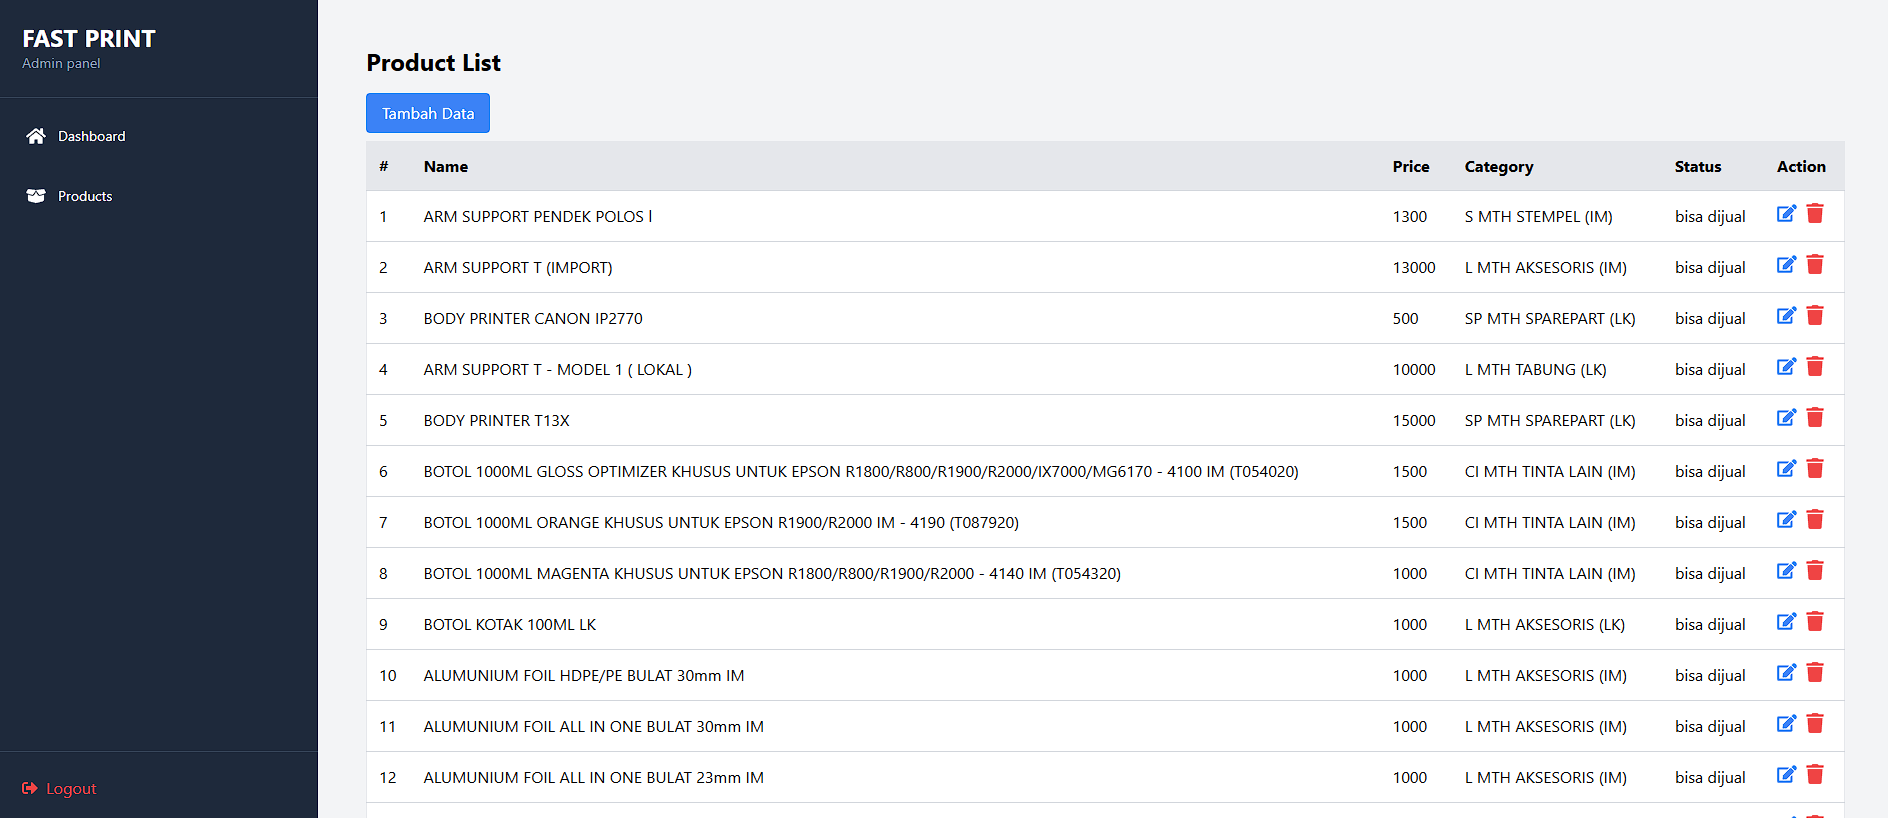 FAST PRINT
Admin panel
Dashboard
Products
Logout
Product List
Tambah Data
# Name Price Category Status Action
1 ARM SUPPORT PENDEK POLOS l 1300 S MTH STEMPEL (IM) bisa dijual
2 ARM SUPPORT T (IMPORT) 13000 L MTH AKSESORIS (IM) bisa dijual
3 BODY PRINTER CANON IP2770 500 SP MTH SPAREPART (LK) bisa dijual
4 ARM SUPPORT T - MODEL 1 ( LOKAL ) 10000 L MTH TABUNG (LK) bisa dijual
5 BODY PRINTER T13X 15000 SP MTH SPAREPART (LK) bisa dijual
6 BOTOL 1000ML GLOSS OPTIMIZER KHUSUS UNTUK EPSON R1800/R800/R1900/R2000/IX7000/MG6170 - 4100 IM (T054020) 1500 CI MTH TINTA LAIN (IM) bisa dijual
7 BOTOL 1000ML ORANGE KHUSUS UNTUK EPSON R1900/R2000 IM - 4190 (T087920) 1500 CI MTH TINTA LAIN (IM) bisa dijual
8 BOTOL 1000ML MAGENTA KHUSUS UNTUK EPSON R1800/R800/R1900/R2000 - 4140 IM (T054320) 1000 CI MTH TINTA LAIN (IM) bisa dijual
9 BOTOL KOTAK 100ML LK 1000 L MTH AKSESORIS (LK) bisa dijual
10 ALUMUNIUM FOIL HDPE/PE BULAT 30mm IM 1000 L MTH AKSESORIS (IM) bisa dijual
11 ALUMUNIUM FOIL ALL IN ONE BULAT 30mm IM 1000 L MTH AKSESORIS (IM) bisa dijual
12 ALUMUNIUM FOIL ALL IN ONE BULAT 23mm IM 1000 L MTH AKSESORIS (IM) bisa dijual